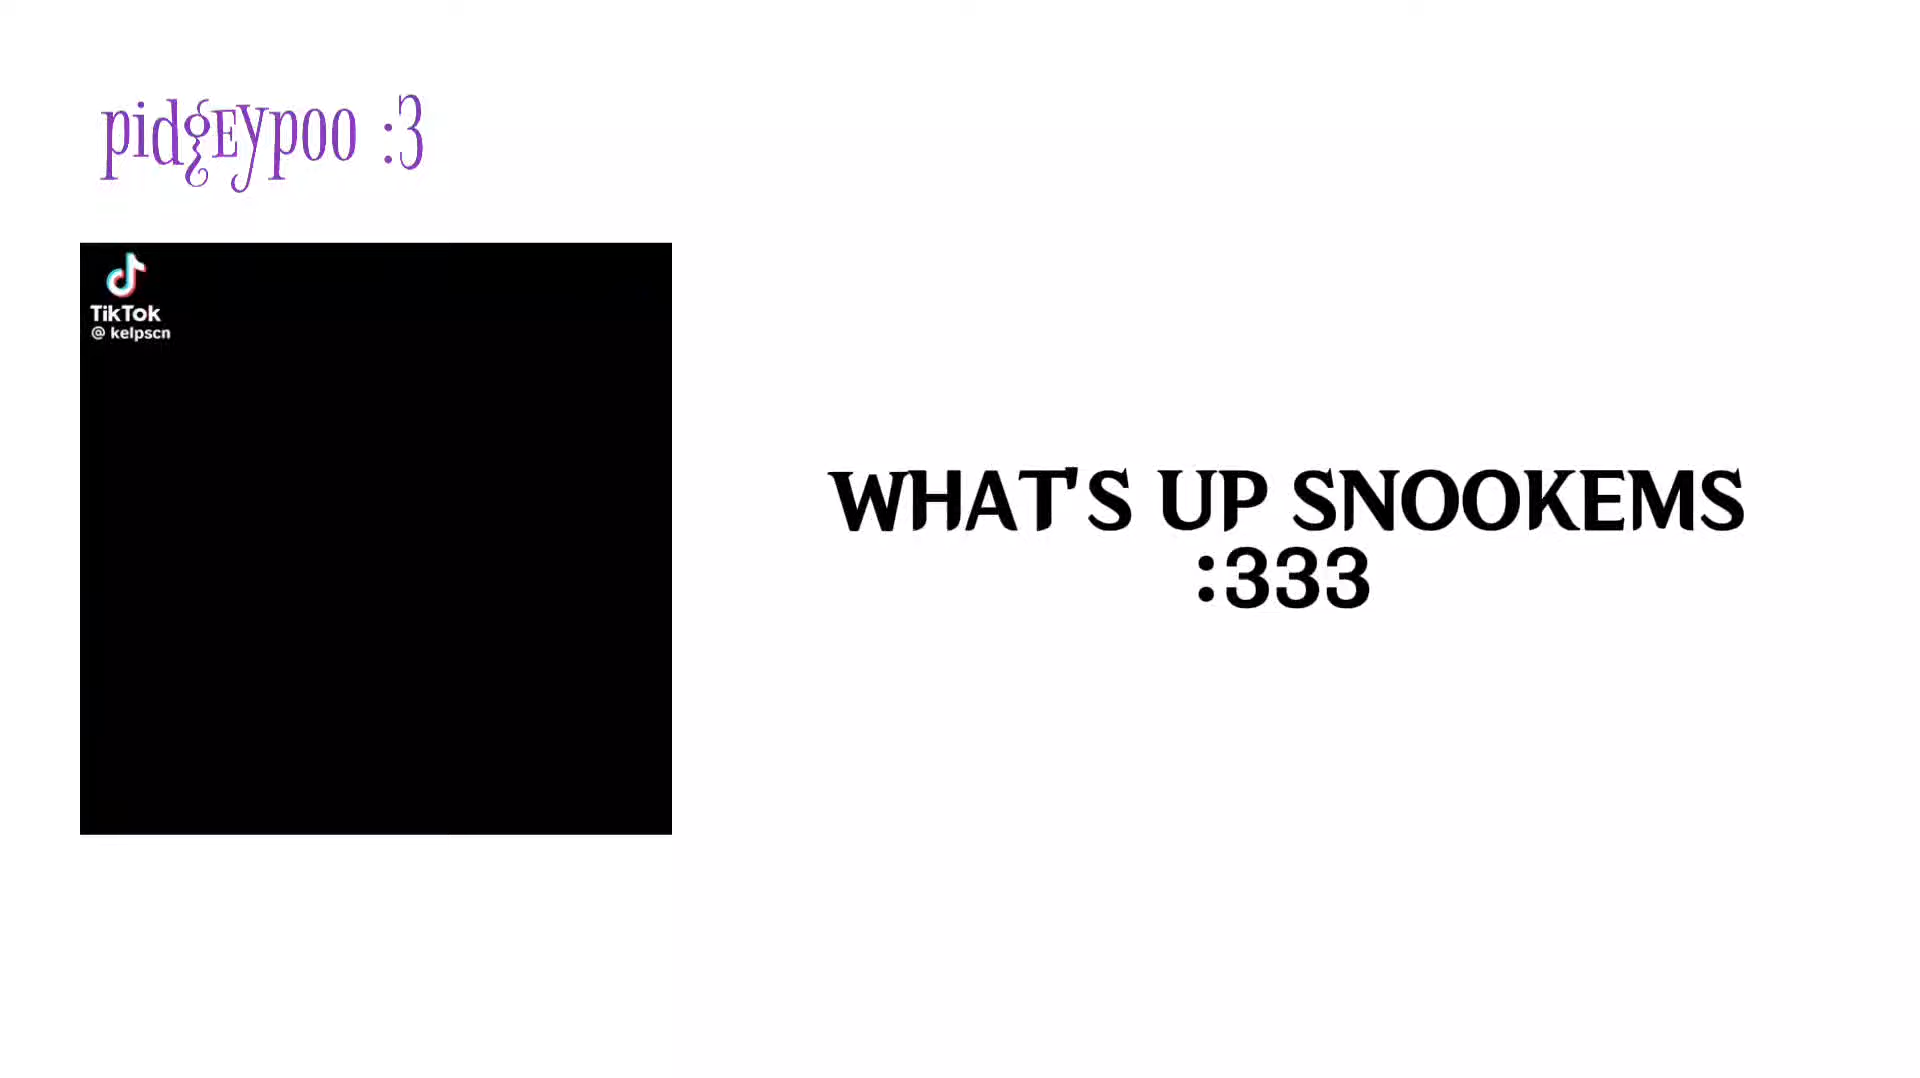 pidgeypoo :3
TikTok
@ kelpscn
WHAT'S UP SNOOKEMS
:333